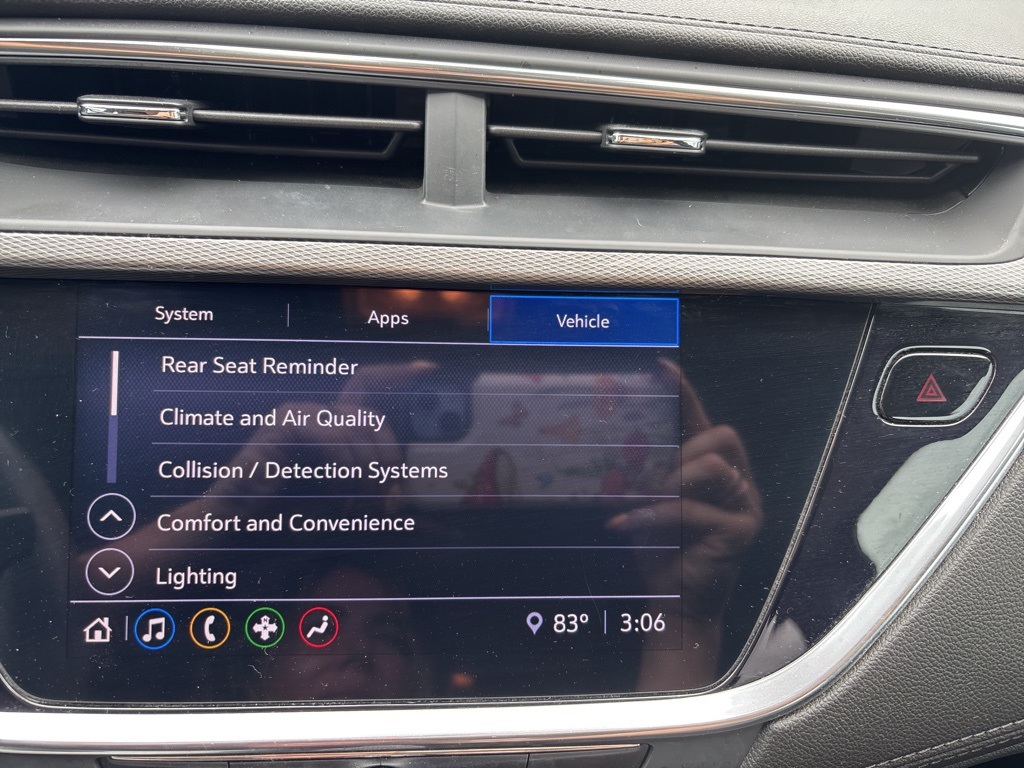 System
Apps
Vehicle
Rear Seat Reminder
Climate and Air Quality
Collision / Detection Systems
Comfort and Convenience
Lighting
83° 3:06